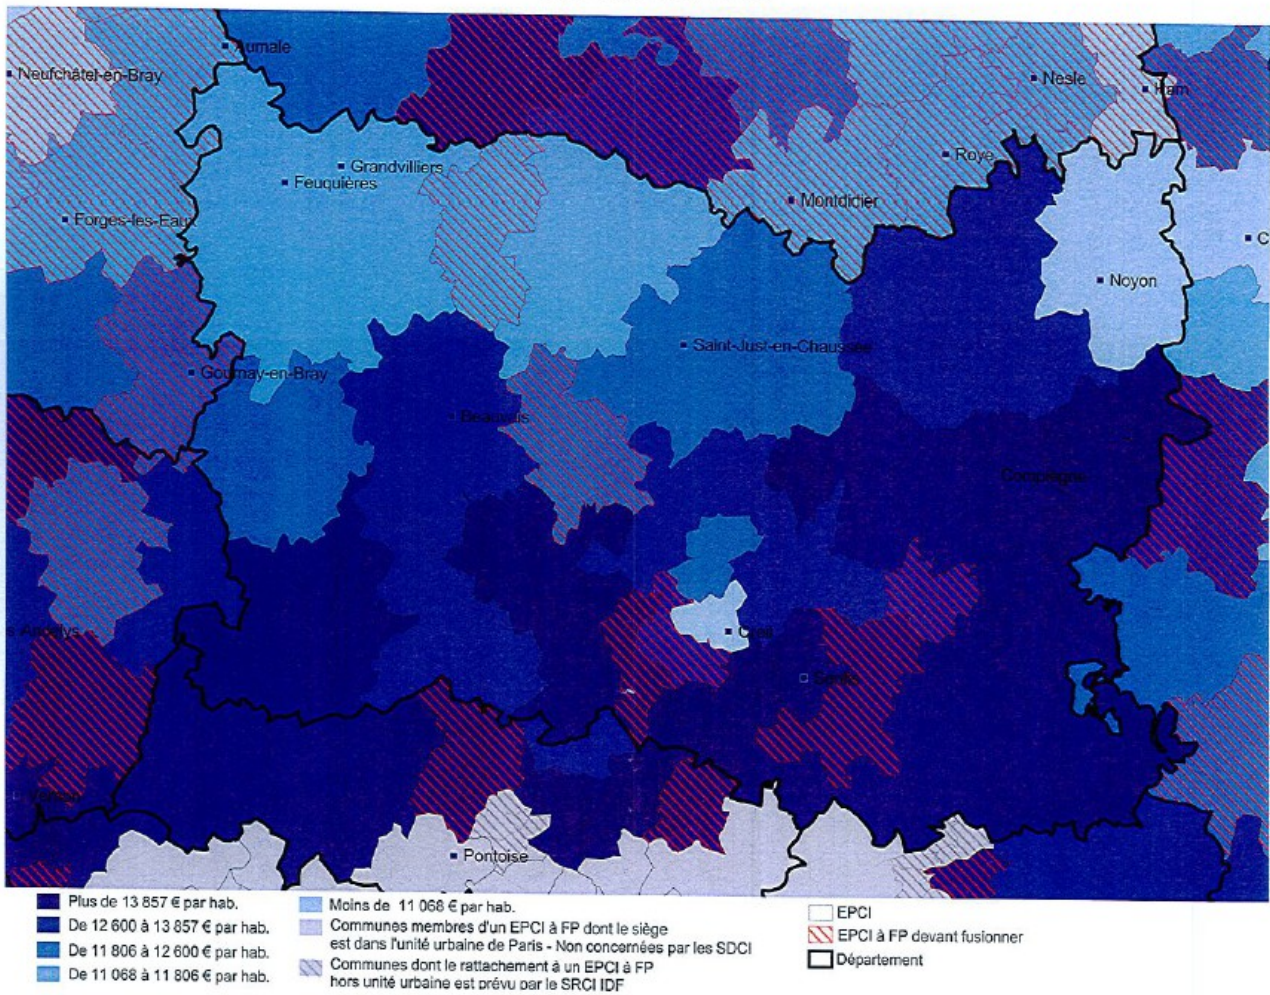 Aumale
Neufchâtel-en-Bray
Nesle
Ham
Grandvilliers
Roye
Feuquières
Montdidier
Forges-les-Eaux
C
Noyon
Saint-Just-en-Chaussée
Gournay-en-Bray
Beauvais
Compiègne
Creil
s Andelys
Senlis
Vernon
Pontoise
Plus de 13 857 € par hab.
De 12 600 à 13 857 € par hab.
De 11 806 à 12 600 € par hab.
De 11 068 à 11 806 € par hab.
Moins de 11 068 € par hab.
Communes membres d'un EPCI à FP dont le siège
est dans l'unité urbaine de Paris - Non concernées par les SDCI
Communes dont le rattachement à un EPCI à FP
hors unité urbaine est prévu par le SRCI IDF
EPCI
EPCI à FP devant fusionner
Département